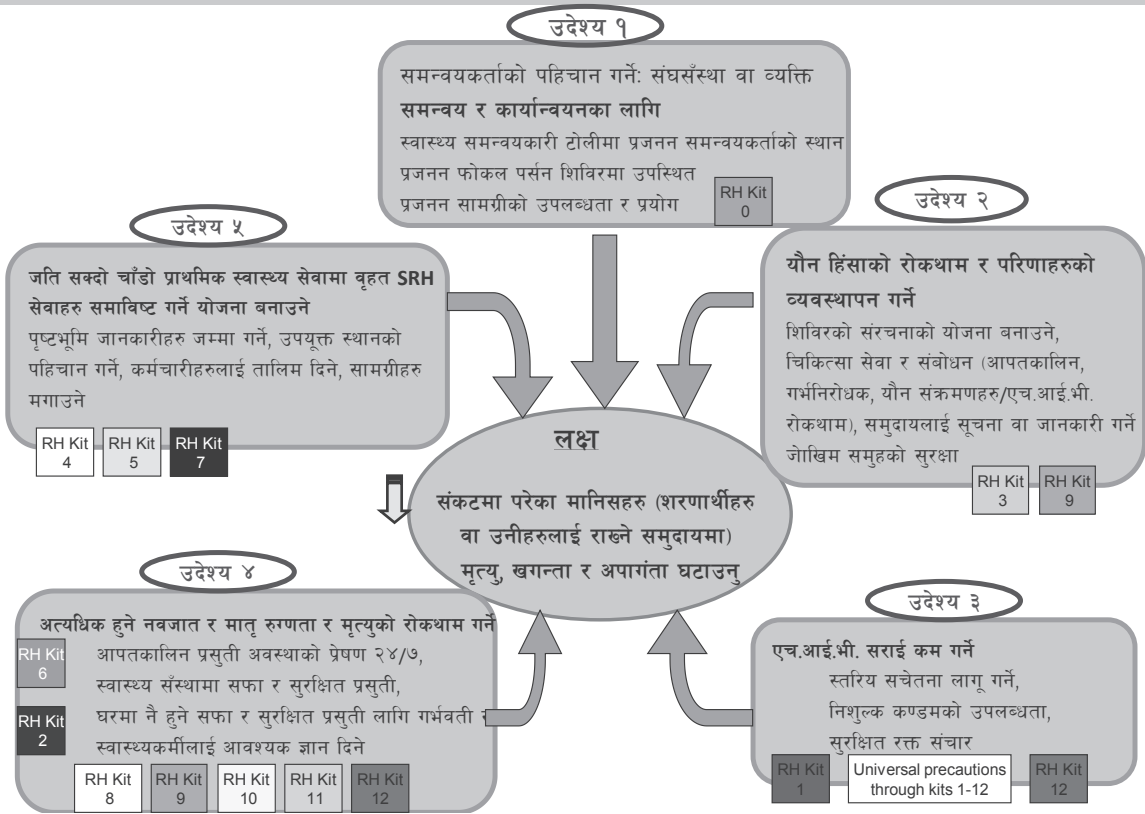 उदेश्य १
समन्वयकर्ताको पहिचान गर्ने: संघसँस्था वा व्यक्ति
समन्वय र कार्यान्वयनका लागि
स्वास्थ्य समन्वयकारी टोलीमा प्रजनन समन्वयकर्ताको स्थान
प्रजनन फोकल पर्सन शिविरमा उपस्थित
प्रजनन सामग्रीको उपलब्धता र प्रयोग
RH Kit
0
उदेश्य २
यौन हिंसाको रोकथाम र परिणाहरुको
व्यवस्थापन गर्ने
शिविरको संरचनाको योजना बनाउने,
चिकित्सा सेवा र संबोधन (आपतकालिन,
गर्भनिरोधक, यौन संक्रमणहरु/एच.आई.भी.
रोकथाम), समुदायलाई सूचना वा जानकारी गर्ने
जोखिम समुहको सुरक्षा
RH Kit
3
RH Kit
9
उदेश्य ५
जति सक्दो चाँडो प्राथमिक स्वास्थ्य सेवामा वृहत SRH
सेवाहरु समाविष्ट गर्ने योजना बनाउने
पृष्टभूमि जानकारीहरु जम्मा गर्ने, उपयूक्त स्थानको
पहिचान गर्ने, कर्मचारीहरुलाई तालिम दिने, सामग्रीहरु
मगाउने
RH Kit
4
RH Kit
5
RH Kit
7
लक्ष
संकटमा परेका मानिसहरु (शरणार्थीहरु
वा उनीहरुलाई राख्ने समुदायमा)
मृत्यु, रुग्नता र अपागंता घटाउनु
उदेश्य ४
अत्यधिक हुने नवजात र मातृ रुग्णता र मृत्युको रोकथाम गर्ने
RH Kit
6
आपतकालिन प्रसुती अवस्थाको प्रेषण २४/७,
स्वास्थ्य सँस्थामा सफा र सुरक्षित प्रसुती,
RH Kit
2
घरमा नै हुने सफा र सुरक्षित प्रसुती लागि गर्भवती र
स्वास्थ्यकर्मीलाई आवश्यक ज्ञान दिने
RH Kit
8
RH Kit
9
RH Kit
10
RH Kit
11
RH Kit
12
उदेश्य ३
एच.आई.भी. सराई कम गर्ने
स्तरिय सचेतना लागू गर्ने,
निशुल्क कण्डमको उपलब्धता,
सुरक्षित रक्त संचार
RH Kit
1
Universal precautions
through kits 1-12
RH Kit
12